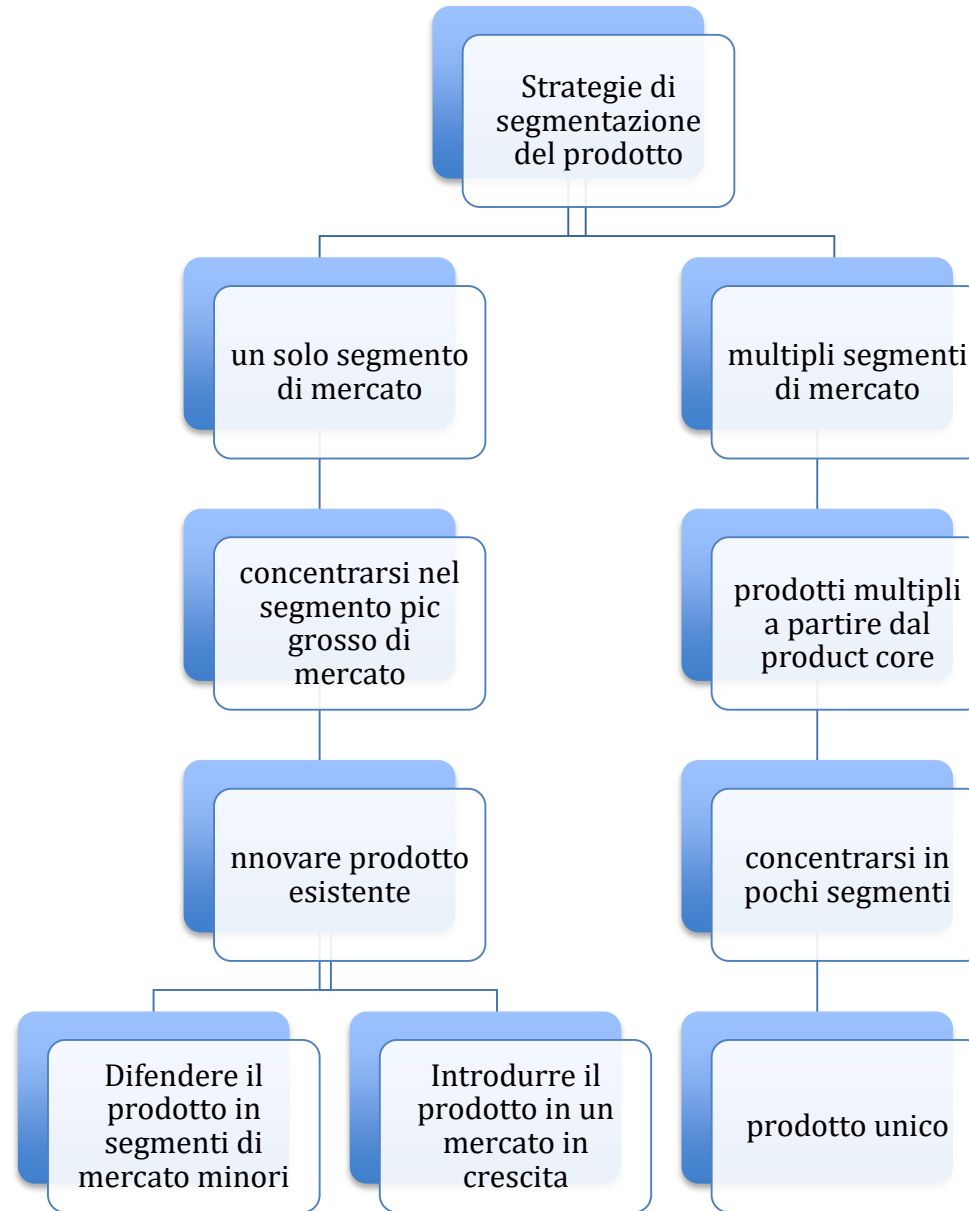 Strategie di
segmentazione
del prodotto
un solo segmento
di mercato
multipli segmenti
di mercato
concentrarsi nel
segmento pic
grosso di
mercato
prodotti multipli
a partire dal
product core
nnovare prodotto
esistente
concentrarsi in
pochi segmenti
Difendere il
prodotto in
segmenti di
mercato minori
Introdurre il
prodotto in un
mercato in
crescita
prodotto unico